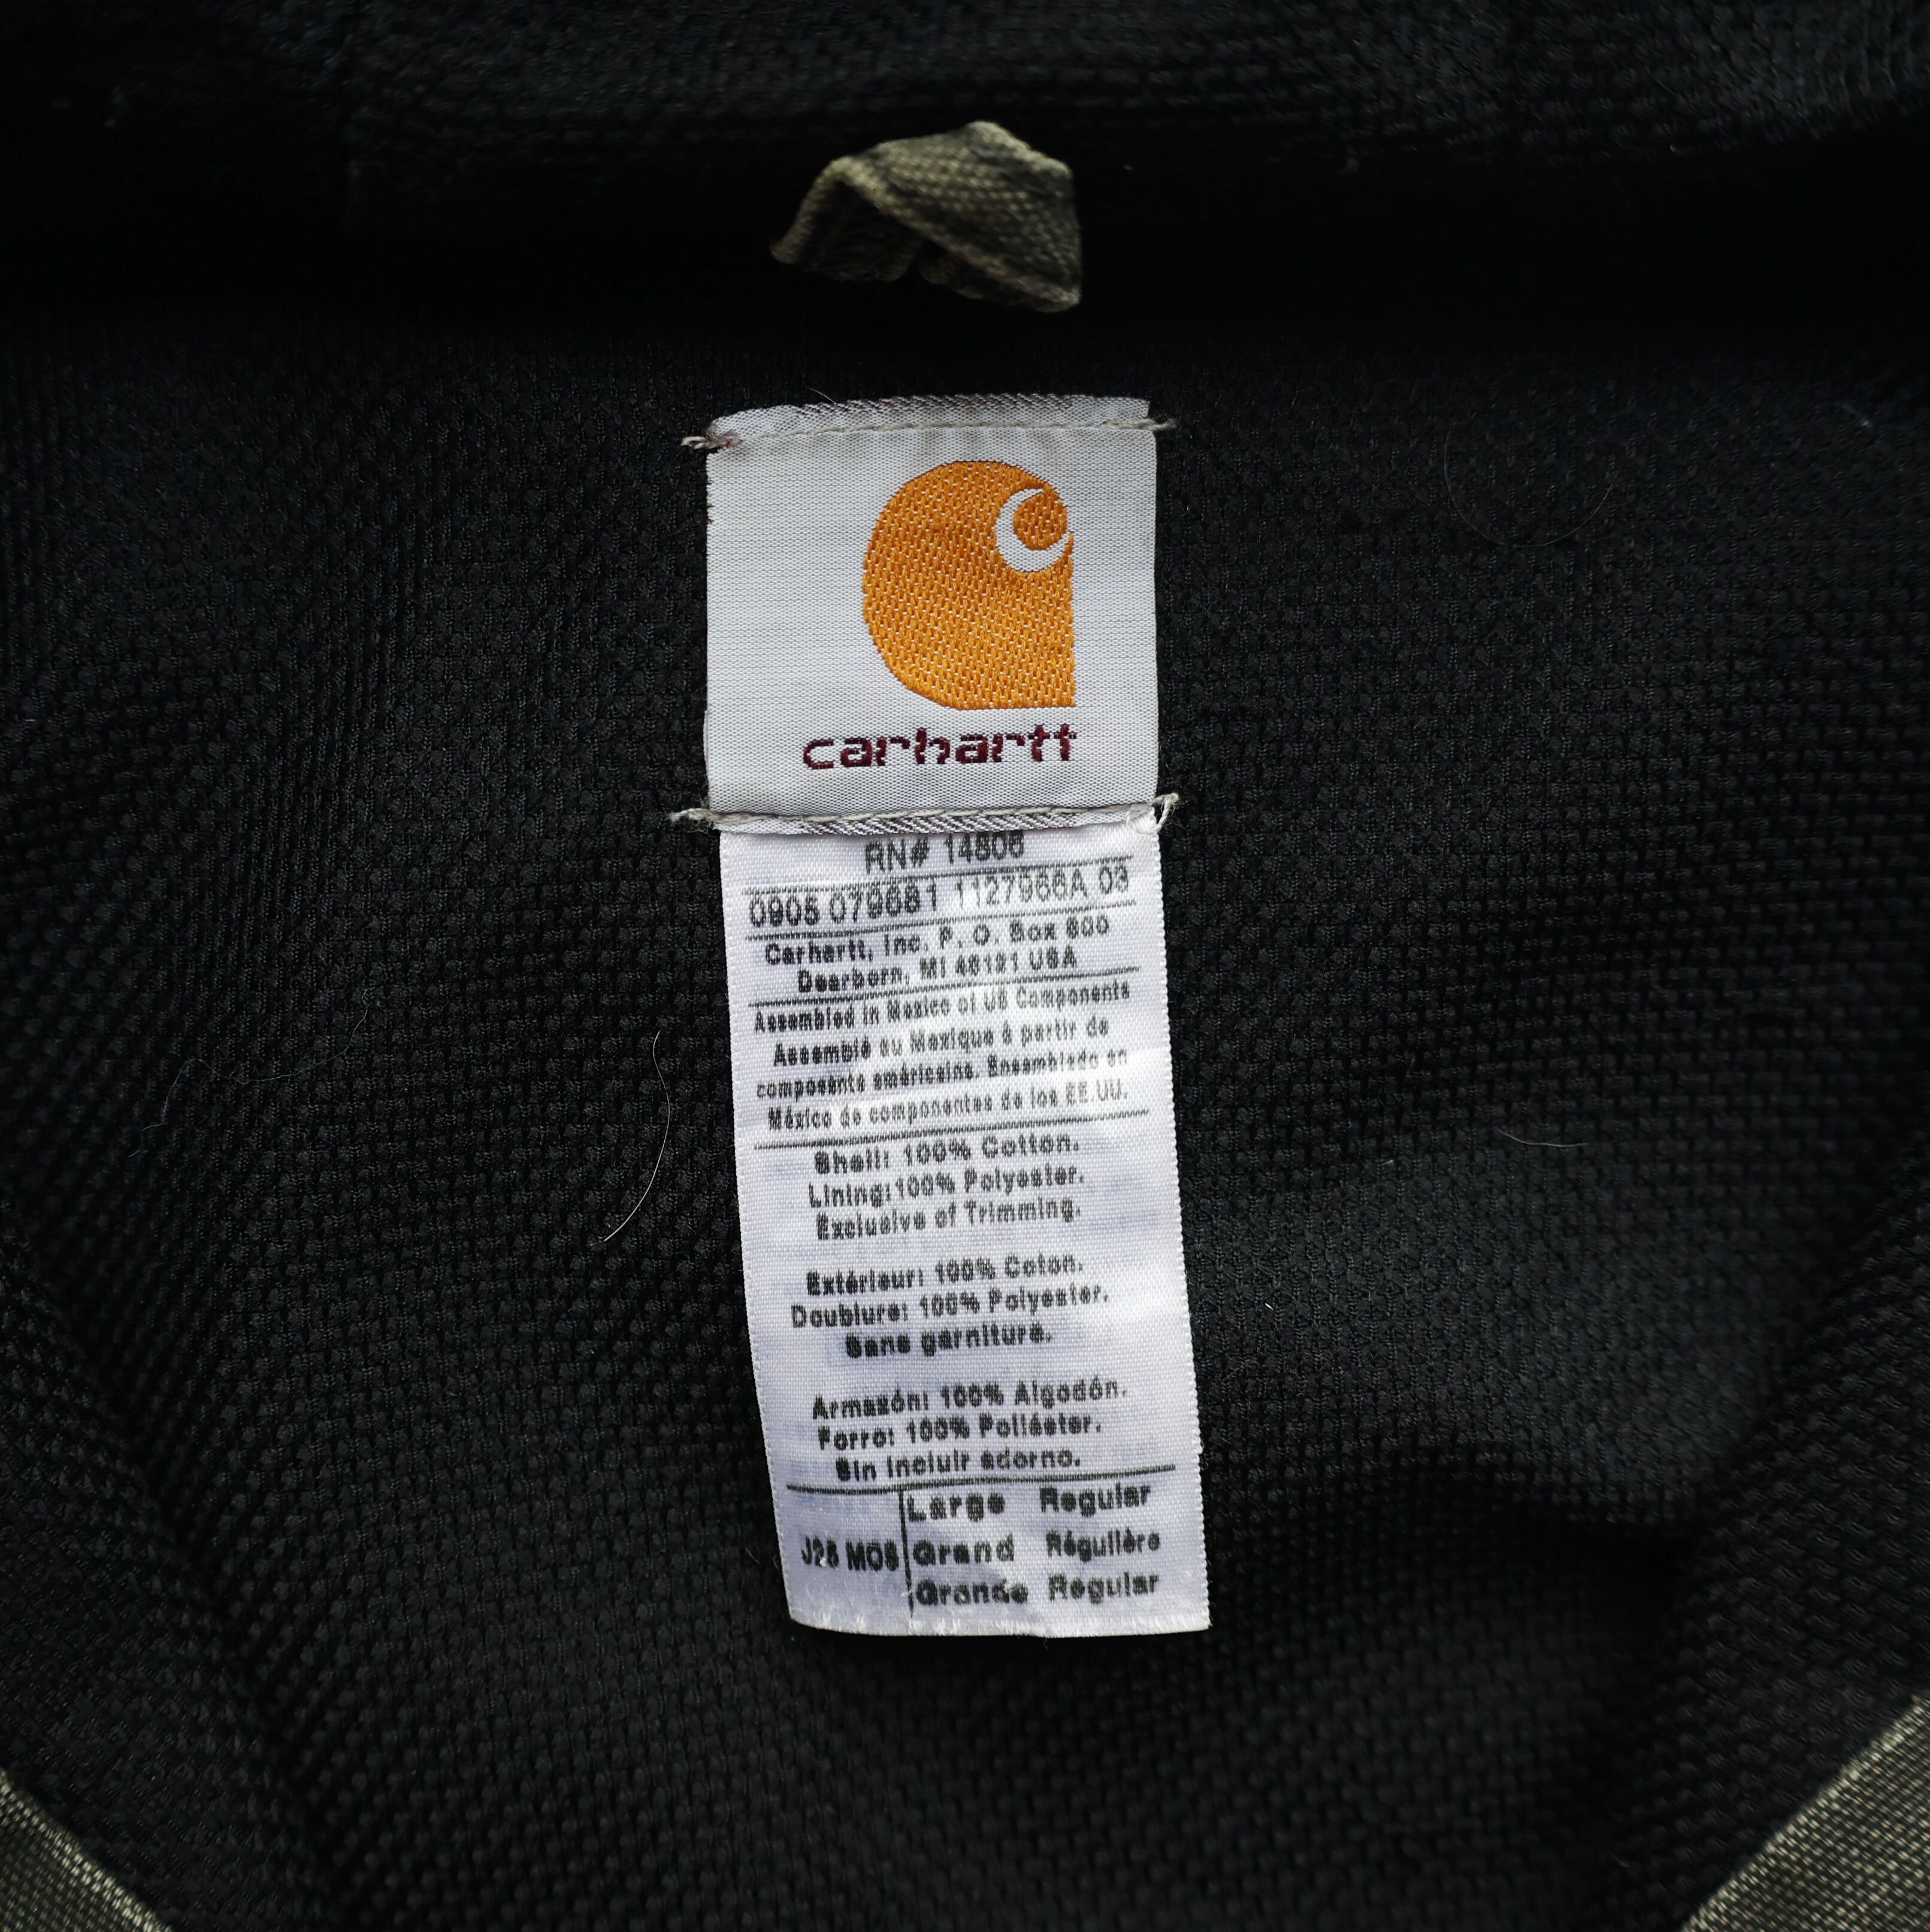 carhartt
RN# 14806
0905 079681 1127966A 03
Carhartt, Inc. P. O. Box 600
Dearborn, MI 48121 USA
Assembled in Mexico of US Components
Assemblé au Mexique à partir de
composants américains. Ensamblado en
México de componentes de los EE.UU.
Shell: 100% Cotton.
Lining: 100% Polyester.
Exclusive of Trimming.
Extérieur: 100% Coton.
Doublure: 100% Polyester.
Sans garniture.
Armazón: 100% Algodón.
Forro: 100% Poliéster.
Sin incluir adorno.
Large Regular
J25 MOS Grand Régulière
Grande Regular